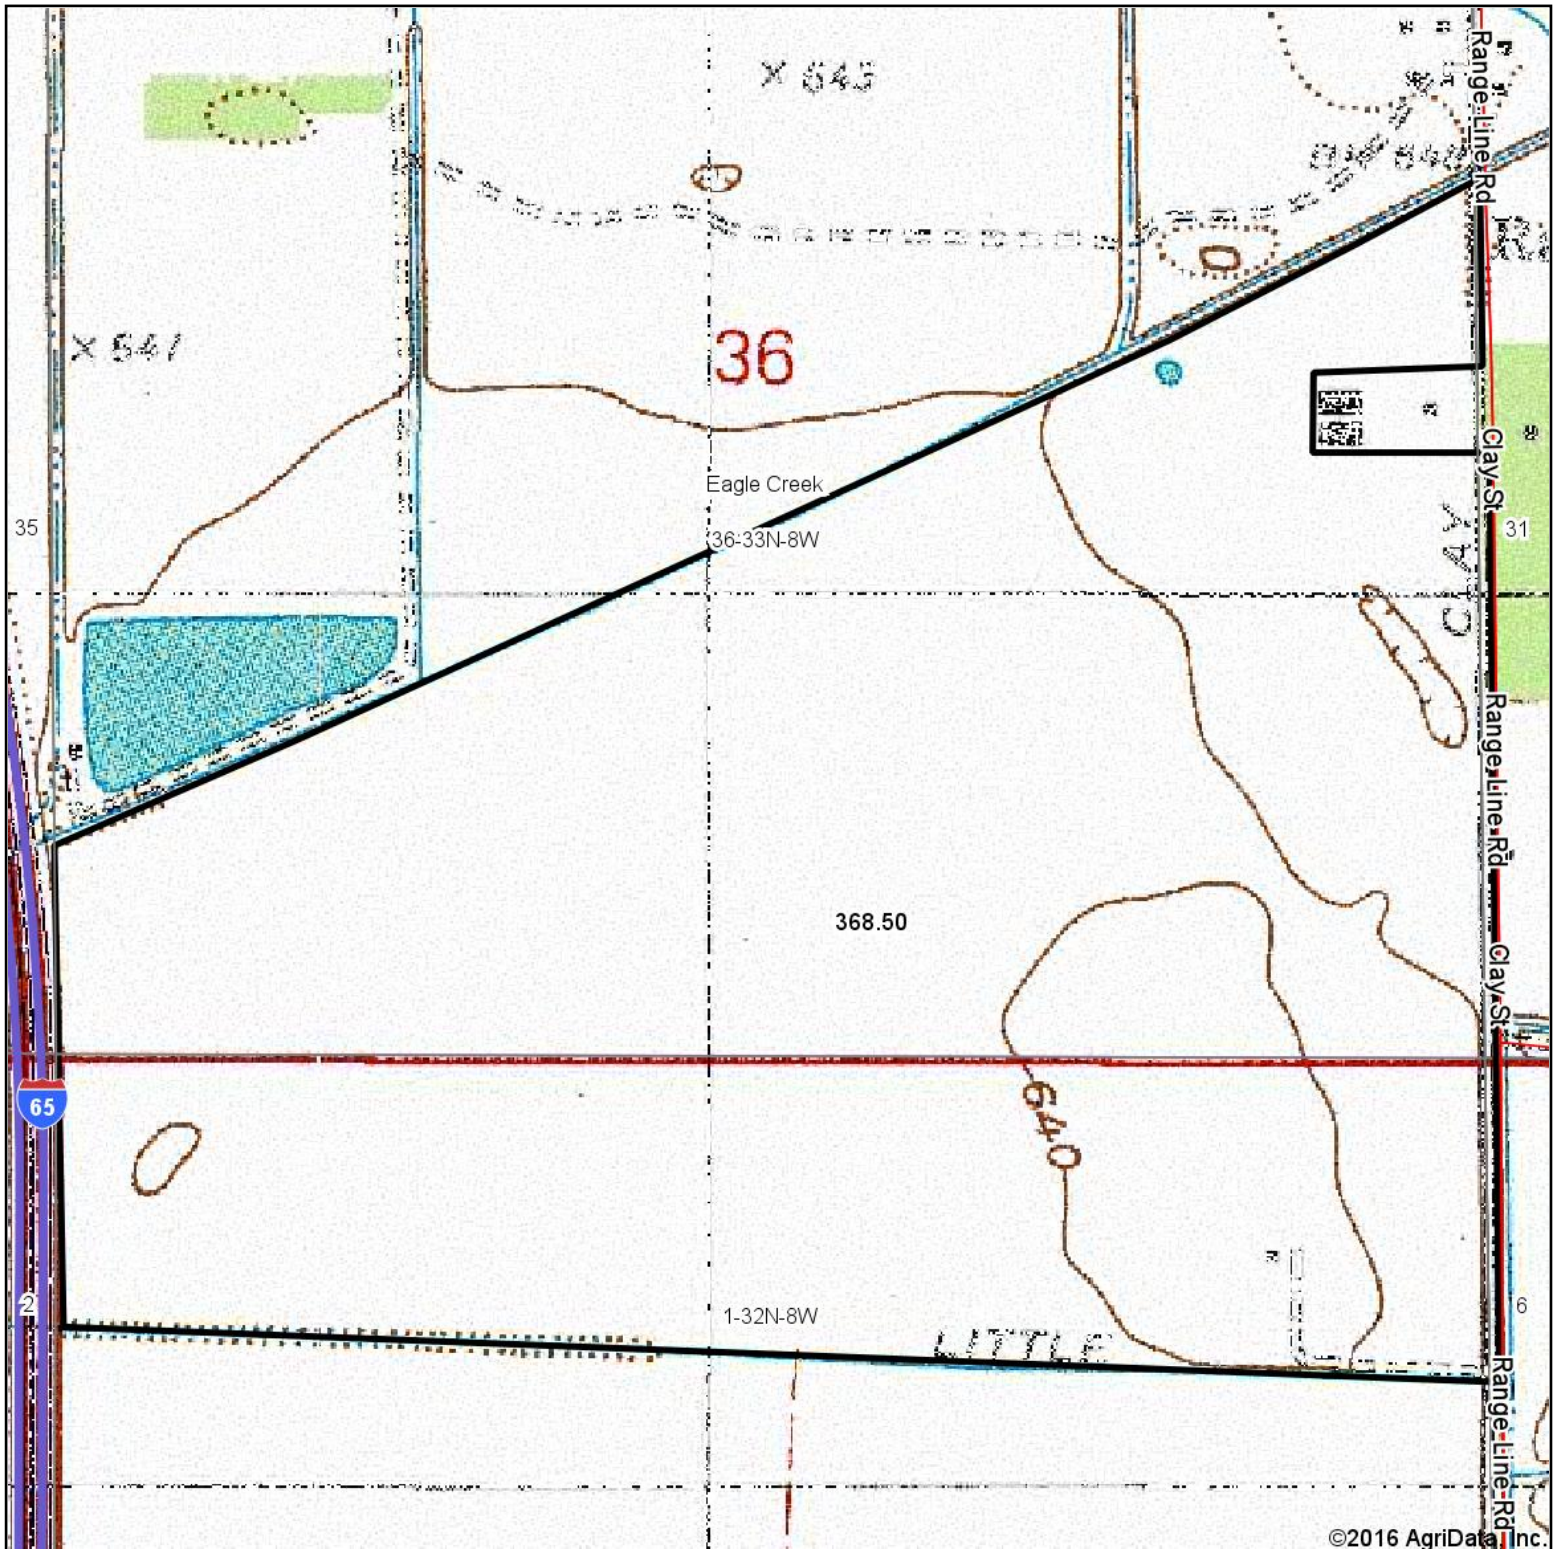 Range Line Rd
X 643
X 641
36
Clay St
Eagle Creek
36-33N-8W
35
31
CLAY
Range Line Rd
368.50
Clay St
65
640
2
1-32N-8W
6
LITTLE
Range Line Rd
©2016 AgriData, Inc.